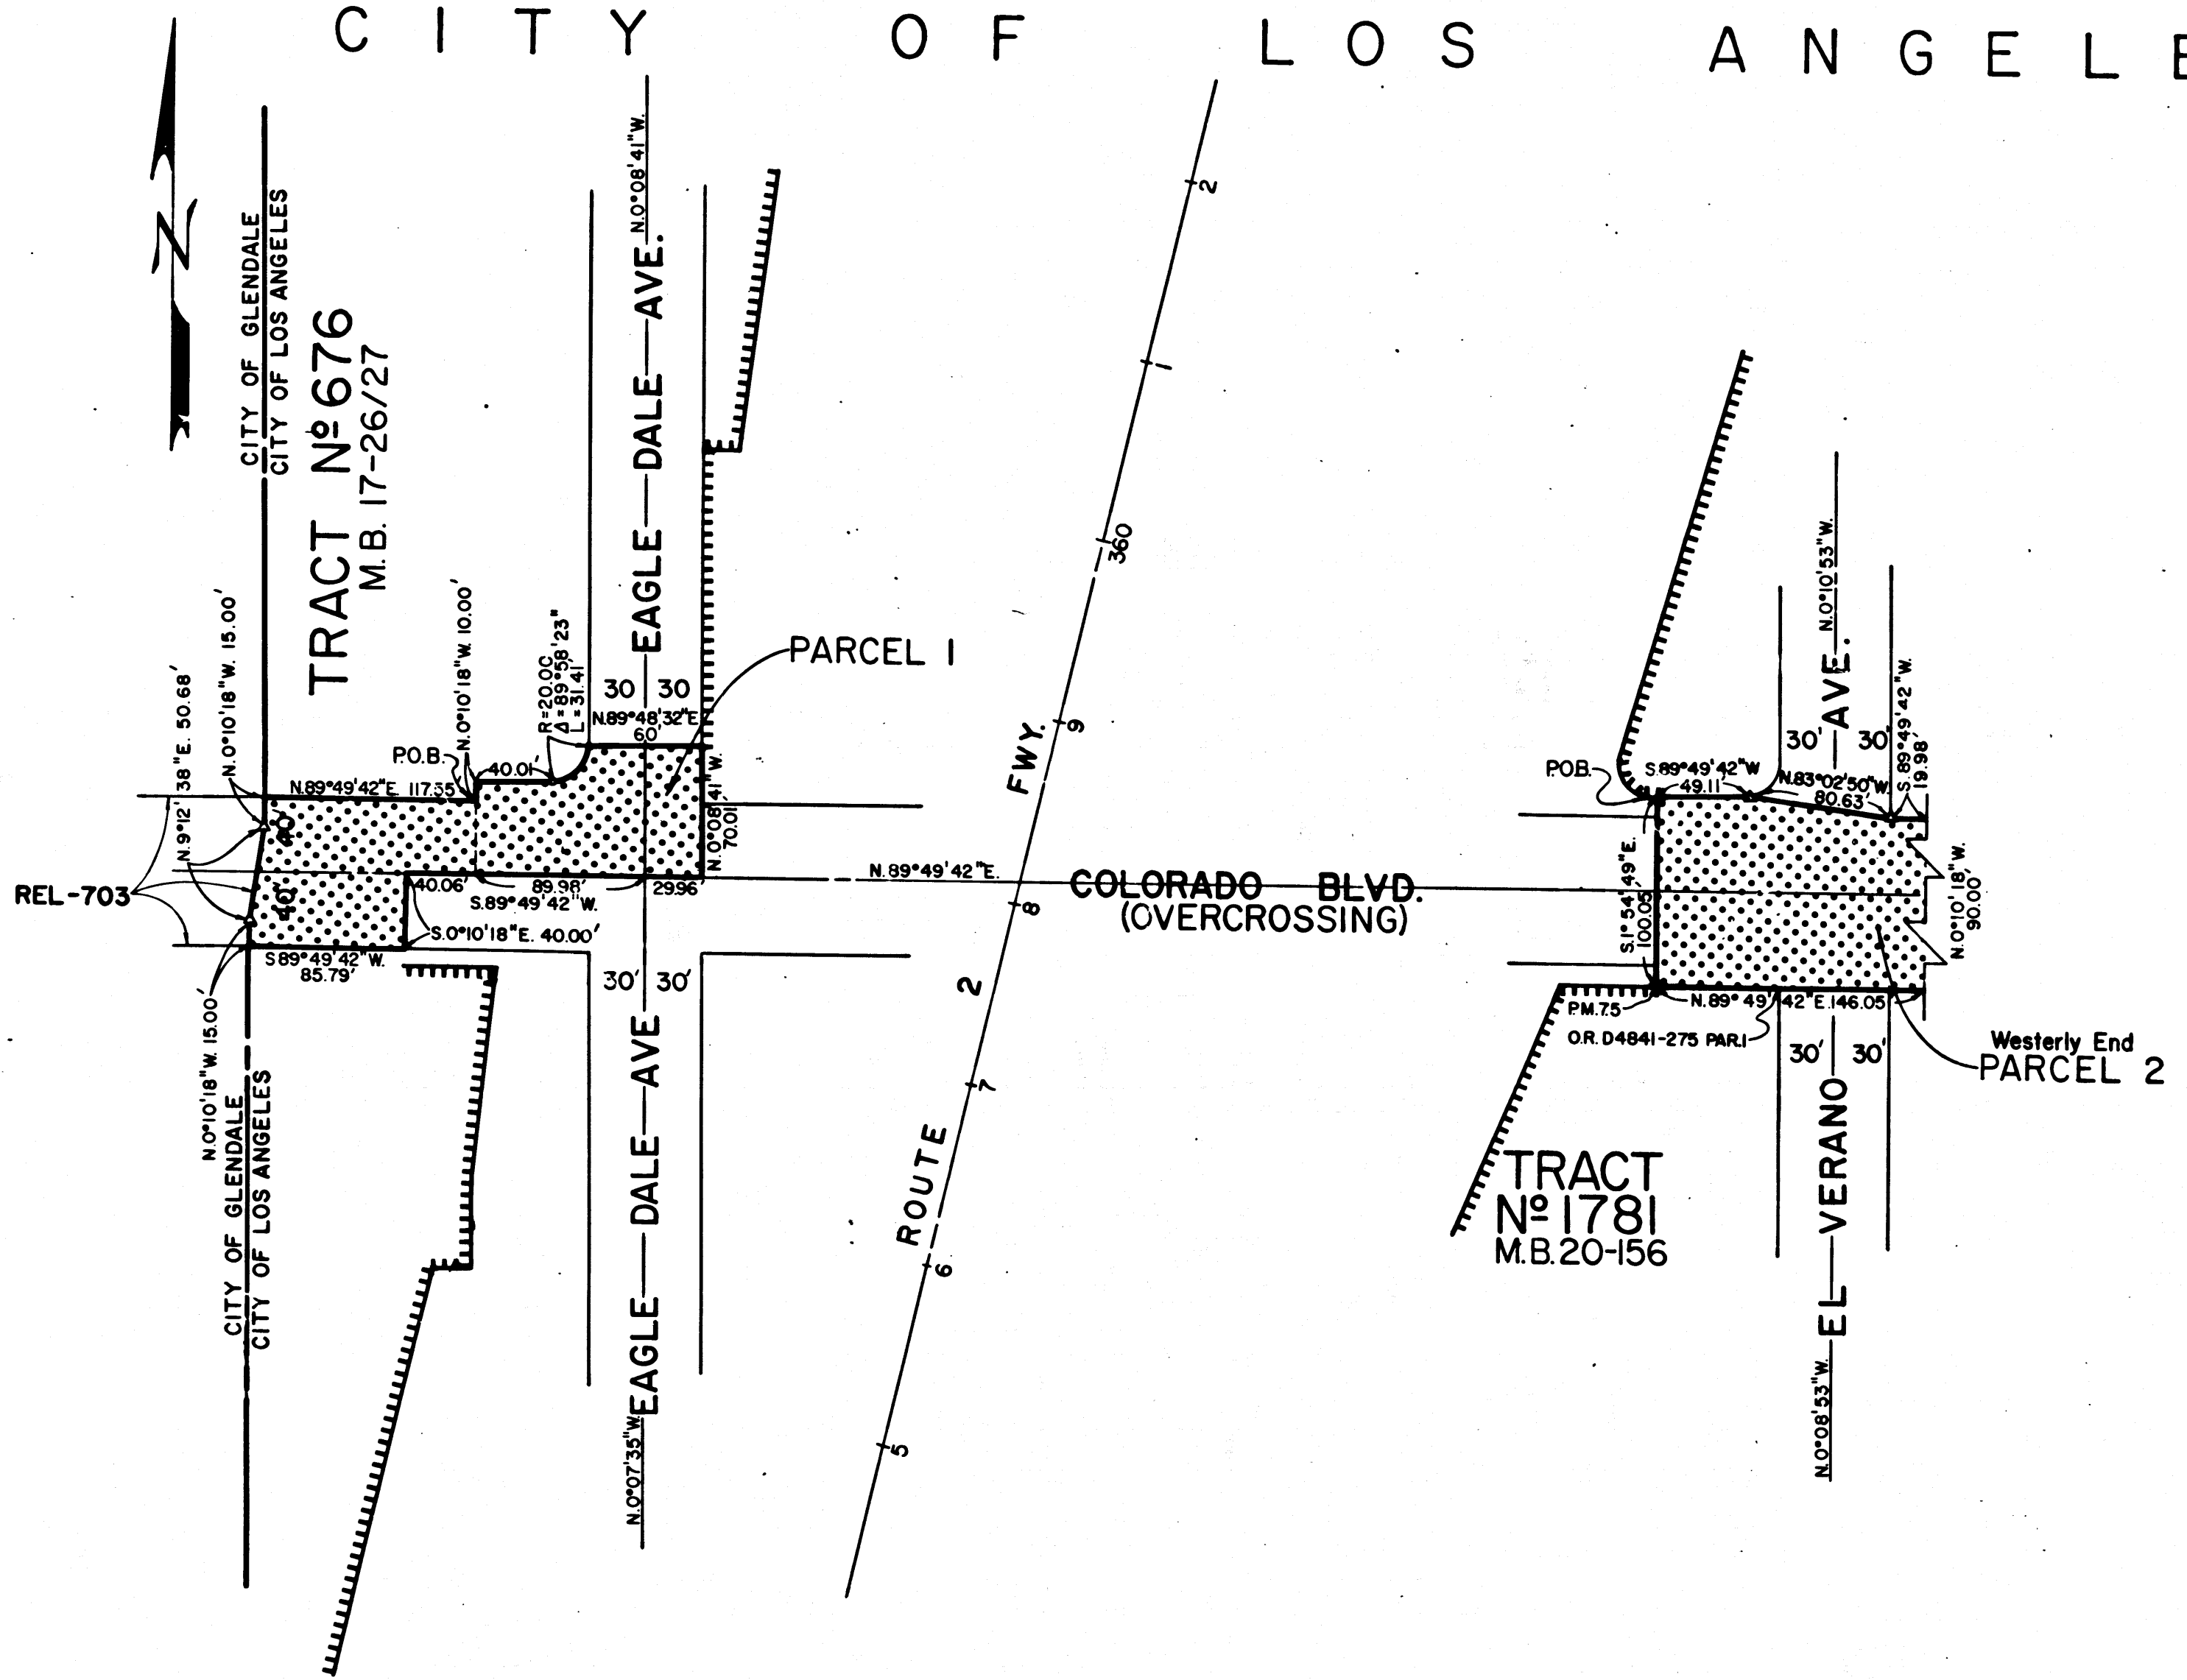 CITY OF LOS ANGELE
N
CITY OF GLENDALE
CITY OF LOS ANGELES
TRACT Nº 676
M.B. 17-26/27
N.0°08'41"W.
EAGLE DALE AVE.
2
1
360
9
8
7
6
5
FWY.
2
ROUTE
PARCEL 1
30 30
N.89°48'32"E
60'
R=20.00
Δ=89°58'23"
L=31.41'
N.0°10'18"W. 10.00'
P.O.B.
40.01'
N.0°10'18"W. 15.00'
N.9°12'38"E. 50.68'
N.89°49'42"E. 117.55'
40'
40'
REL-703
N.0°08'41"W.
70.01'
40.06'
89.98'
29.96'
S.89°49'42"W.
S.0°10'18"E. 40.00'
S89°49'42"W.
85.79'
N.0°10'18"W. 15.00'
CITY OF GLENDALE
CITY OF LOS ANGELES
30' 30'
EAGLE DALE AVE
N.0°07'35"W.
N.89°49'42"E.
COLORADO BLVD.
(OVERCROSSING)
N.0°10'53"W.
AVE.
30' 30'
P.O.B.
S.89°49'42"W
49.11'
N.83°02'50"W.
80.63'
S.89°49'42"W.
19.98'
S.1°54'49"E.
100.05'
N.0°10'18"W.
90.00'
N.89°49'42"E.146.05'
P.M.75
O.R. D4841-275 PAR.1
30' 30'
Westerly End
PARCEL 2
TRACT
Nº 1781
M.B.20-156
EL VERANO
N.0°08'53"W.